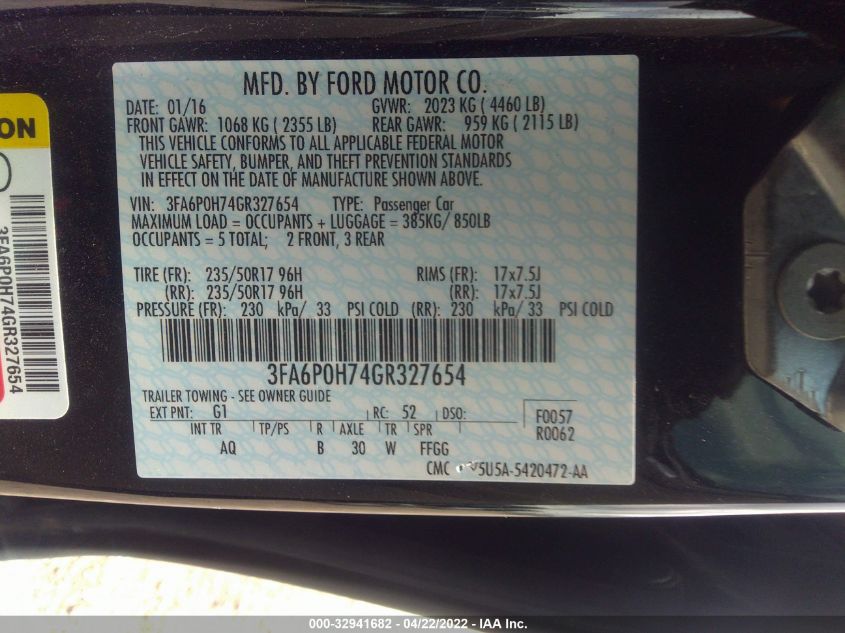 MFD. BY FORD MOTOR CO.
DATE: 01/16 GVWR: 2023 KG ( 4460 LB)
FRONT GAWR: 1068 KG ( 2355 LB) REAR GAWR: 959 KG ( 2115 LB)
THIS VEHICLE CONFORMS TO ALL APPLICABLE FEDERAL MOTOR
VEHICLE SAFETY, BUMPER, AND THEFT PREVENTION STANDARDS
IN EFFECT ON THE DATE OF MANUFACTURE SHOWN ABOVE.
VIN: 3FA6P0H74GR327654 TYPE: Passenger Car
MAXIMUM LOAD = OCCUPANTS + LUGGAGE = 385KG/ 850LB
OCCUPANTS = 5 TOTAL; 2 FRONT, 3 REAR
TIRE (FR): 235/50R17 96H RIMS (FR): 17x7.5J
(RR): 235/50R17 96H (RR): 17x7.5J
PRESSURE (FR): 230 kPa/ 33 PSI COLD (RR) 230 kPa/ 33 PSI COLD
3FA6P0H74GR327654
TRAILER TOWING - SEE OWNER GUIDE
EXT PNT: G1 RC: 52 DSO:
F0057
R0062
INT TR TP/PS R AXLE TR SPR
AQ B 30 W FFGG
CMC 5U5A-5420472-AA
ON
3FA6P0H74GR327654
000-32941682 - 04/22/2022 - IAA Inc.